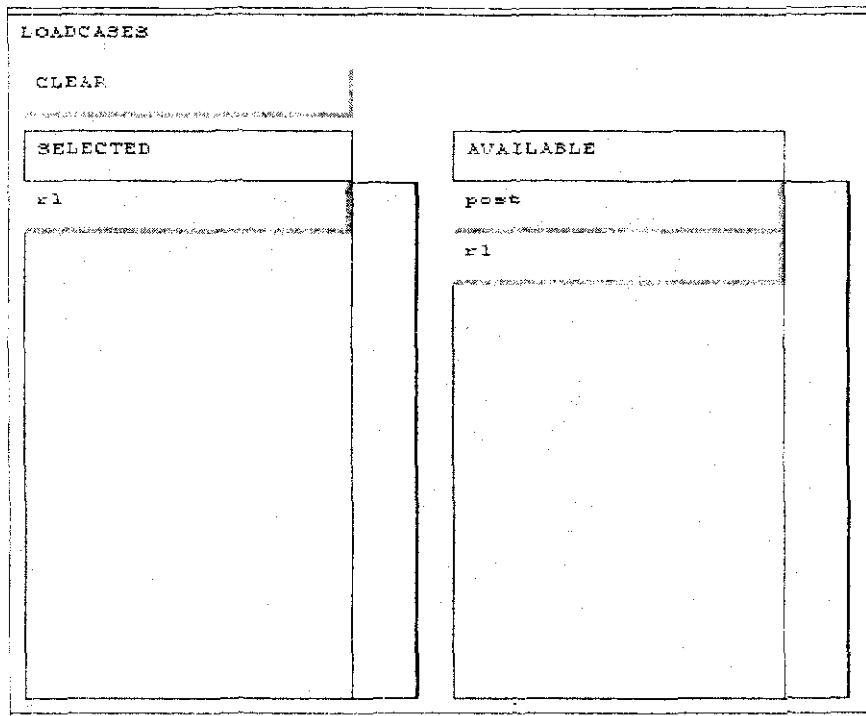 LOADCASES
CLEAR
SELECTED
r1
AVAILABLE
post
r1